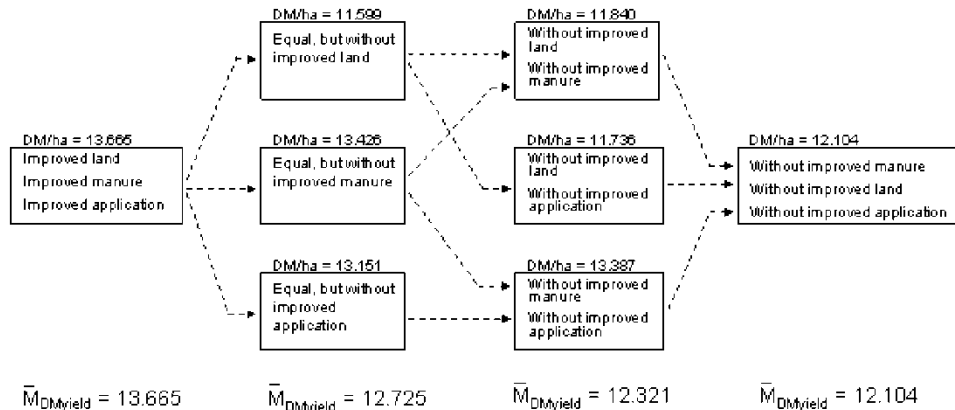 DM/ha = 13.665
Improved land
Improved manure
Improved application
DM/ha = 11.599
Equal, but without
improved land
DM/ha = 13.426
Equal, but without
improved manure
DM/ha = 13.151
Equal, but without
improved
application
DM/ha = 11.840
Without improved
land
Without improved
manure
DM/ha = 11.736
Without improved
land
Without improved
application
DM/ha = 13.387
Without improved
manure
Without improved
application
DM/ha = 12.104
Without improved manure
Without improved land
Without improved application
M̅DMyield = 13.665
M̅DMyield = 12.725
M̅DMyield = 12.321
M̅DMyield = 12.104